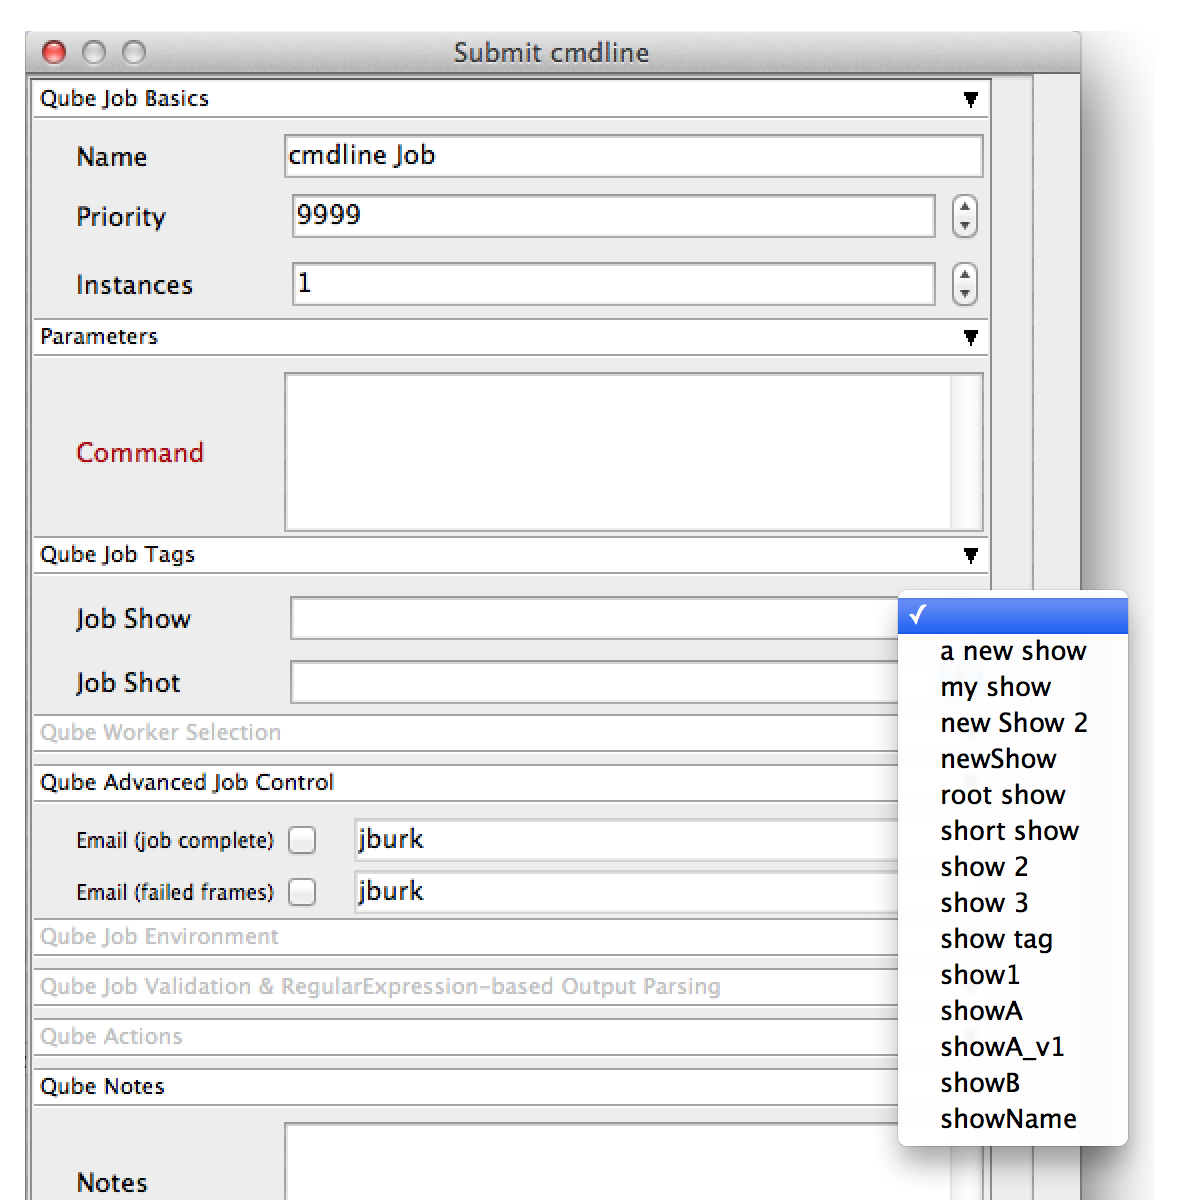 Submit cmdline
Qube Job Basics
Name
cmdline Job
Priority
9999
Instances
1
Parameters
Command
Qube Job Tags
Job Show
Job Shot
✓
a new show
my show
new Show 2
newShow
root show
short show
show 2
show 3
show tag
show1
showA
showA_v1
showB
showName
Qube Worker Selection
Qube Advanced Job Control
Email (job complete)
jburk
Email (failed frames)
jburk
Qube Job Environment
Qube Job Validation & RegularExpression-based Output Parsing
Qube Actions
Qube Notes
Notes